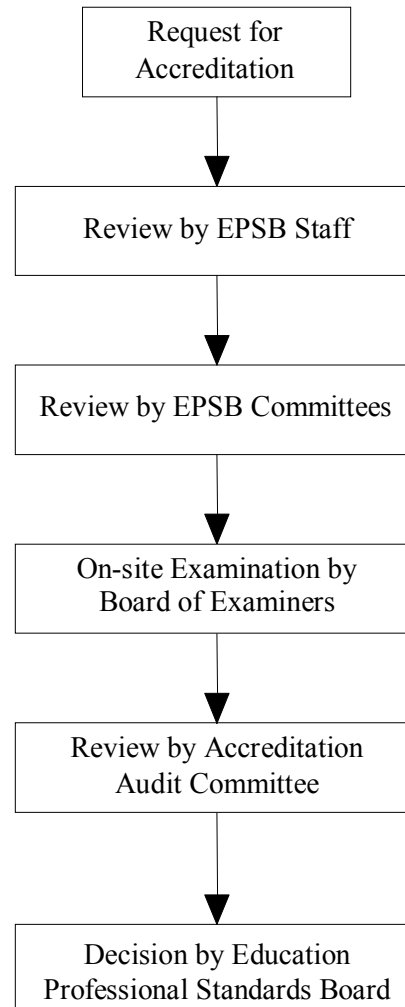 Request for
Accreditation
Review by EPSB Staff
Review by EPSB Committees
On-site Examination by
Board of Examiners
Review by Accreditation
Audit Committee
Decision by Education
Professional Standards Board